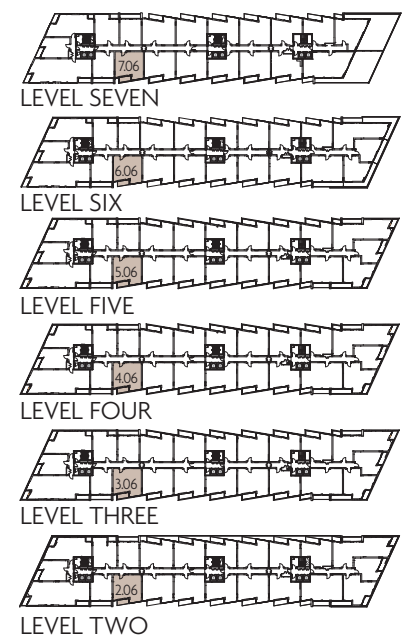 7.06
LEVEL SEVEN
6.06
LEVEL SIX
5.06
LEVEL FIVE
4.06
LEVEL FOUR
3.06
LEVEL THREE
2.06
LEVEL TWO